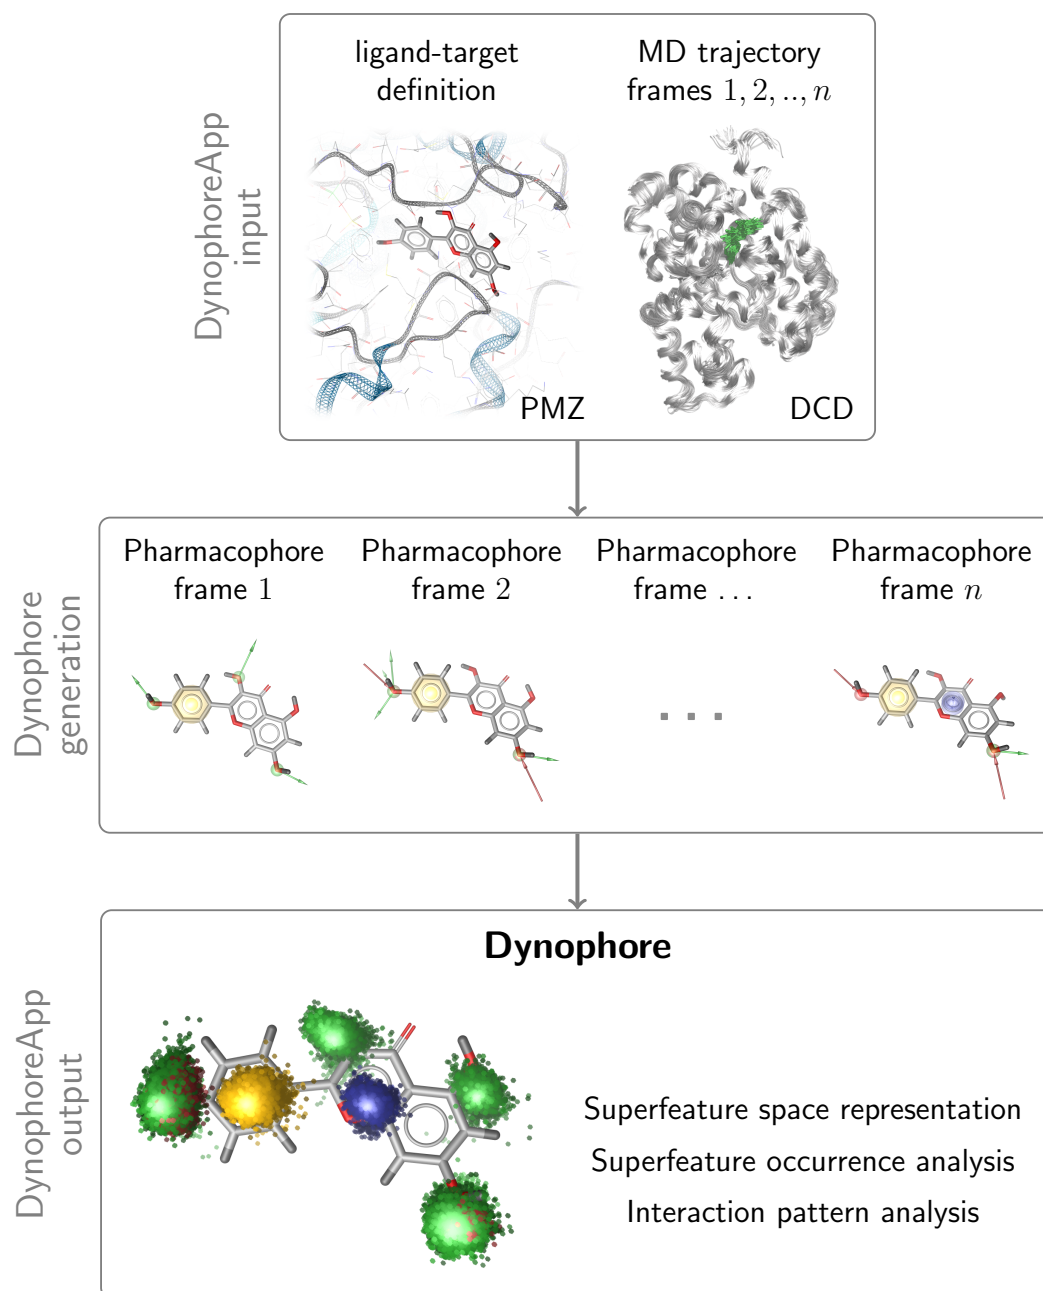 DynophoreApp
input
ligand-target
definition
MD trajectory
frames 1, 2, .., n
PMZ
DCD
Dynophore
generation
Pharmacophore
frame 1
Pharmacophore
frame 2
Pharmacophore
frame ...
Pharmacophore
frame n
...
DynophoreApp
output
Dynophore
Superfeature space representation
Superfeature occurrence analysis
Interaction pattern analysis